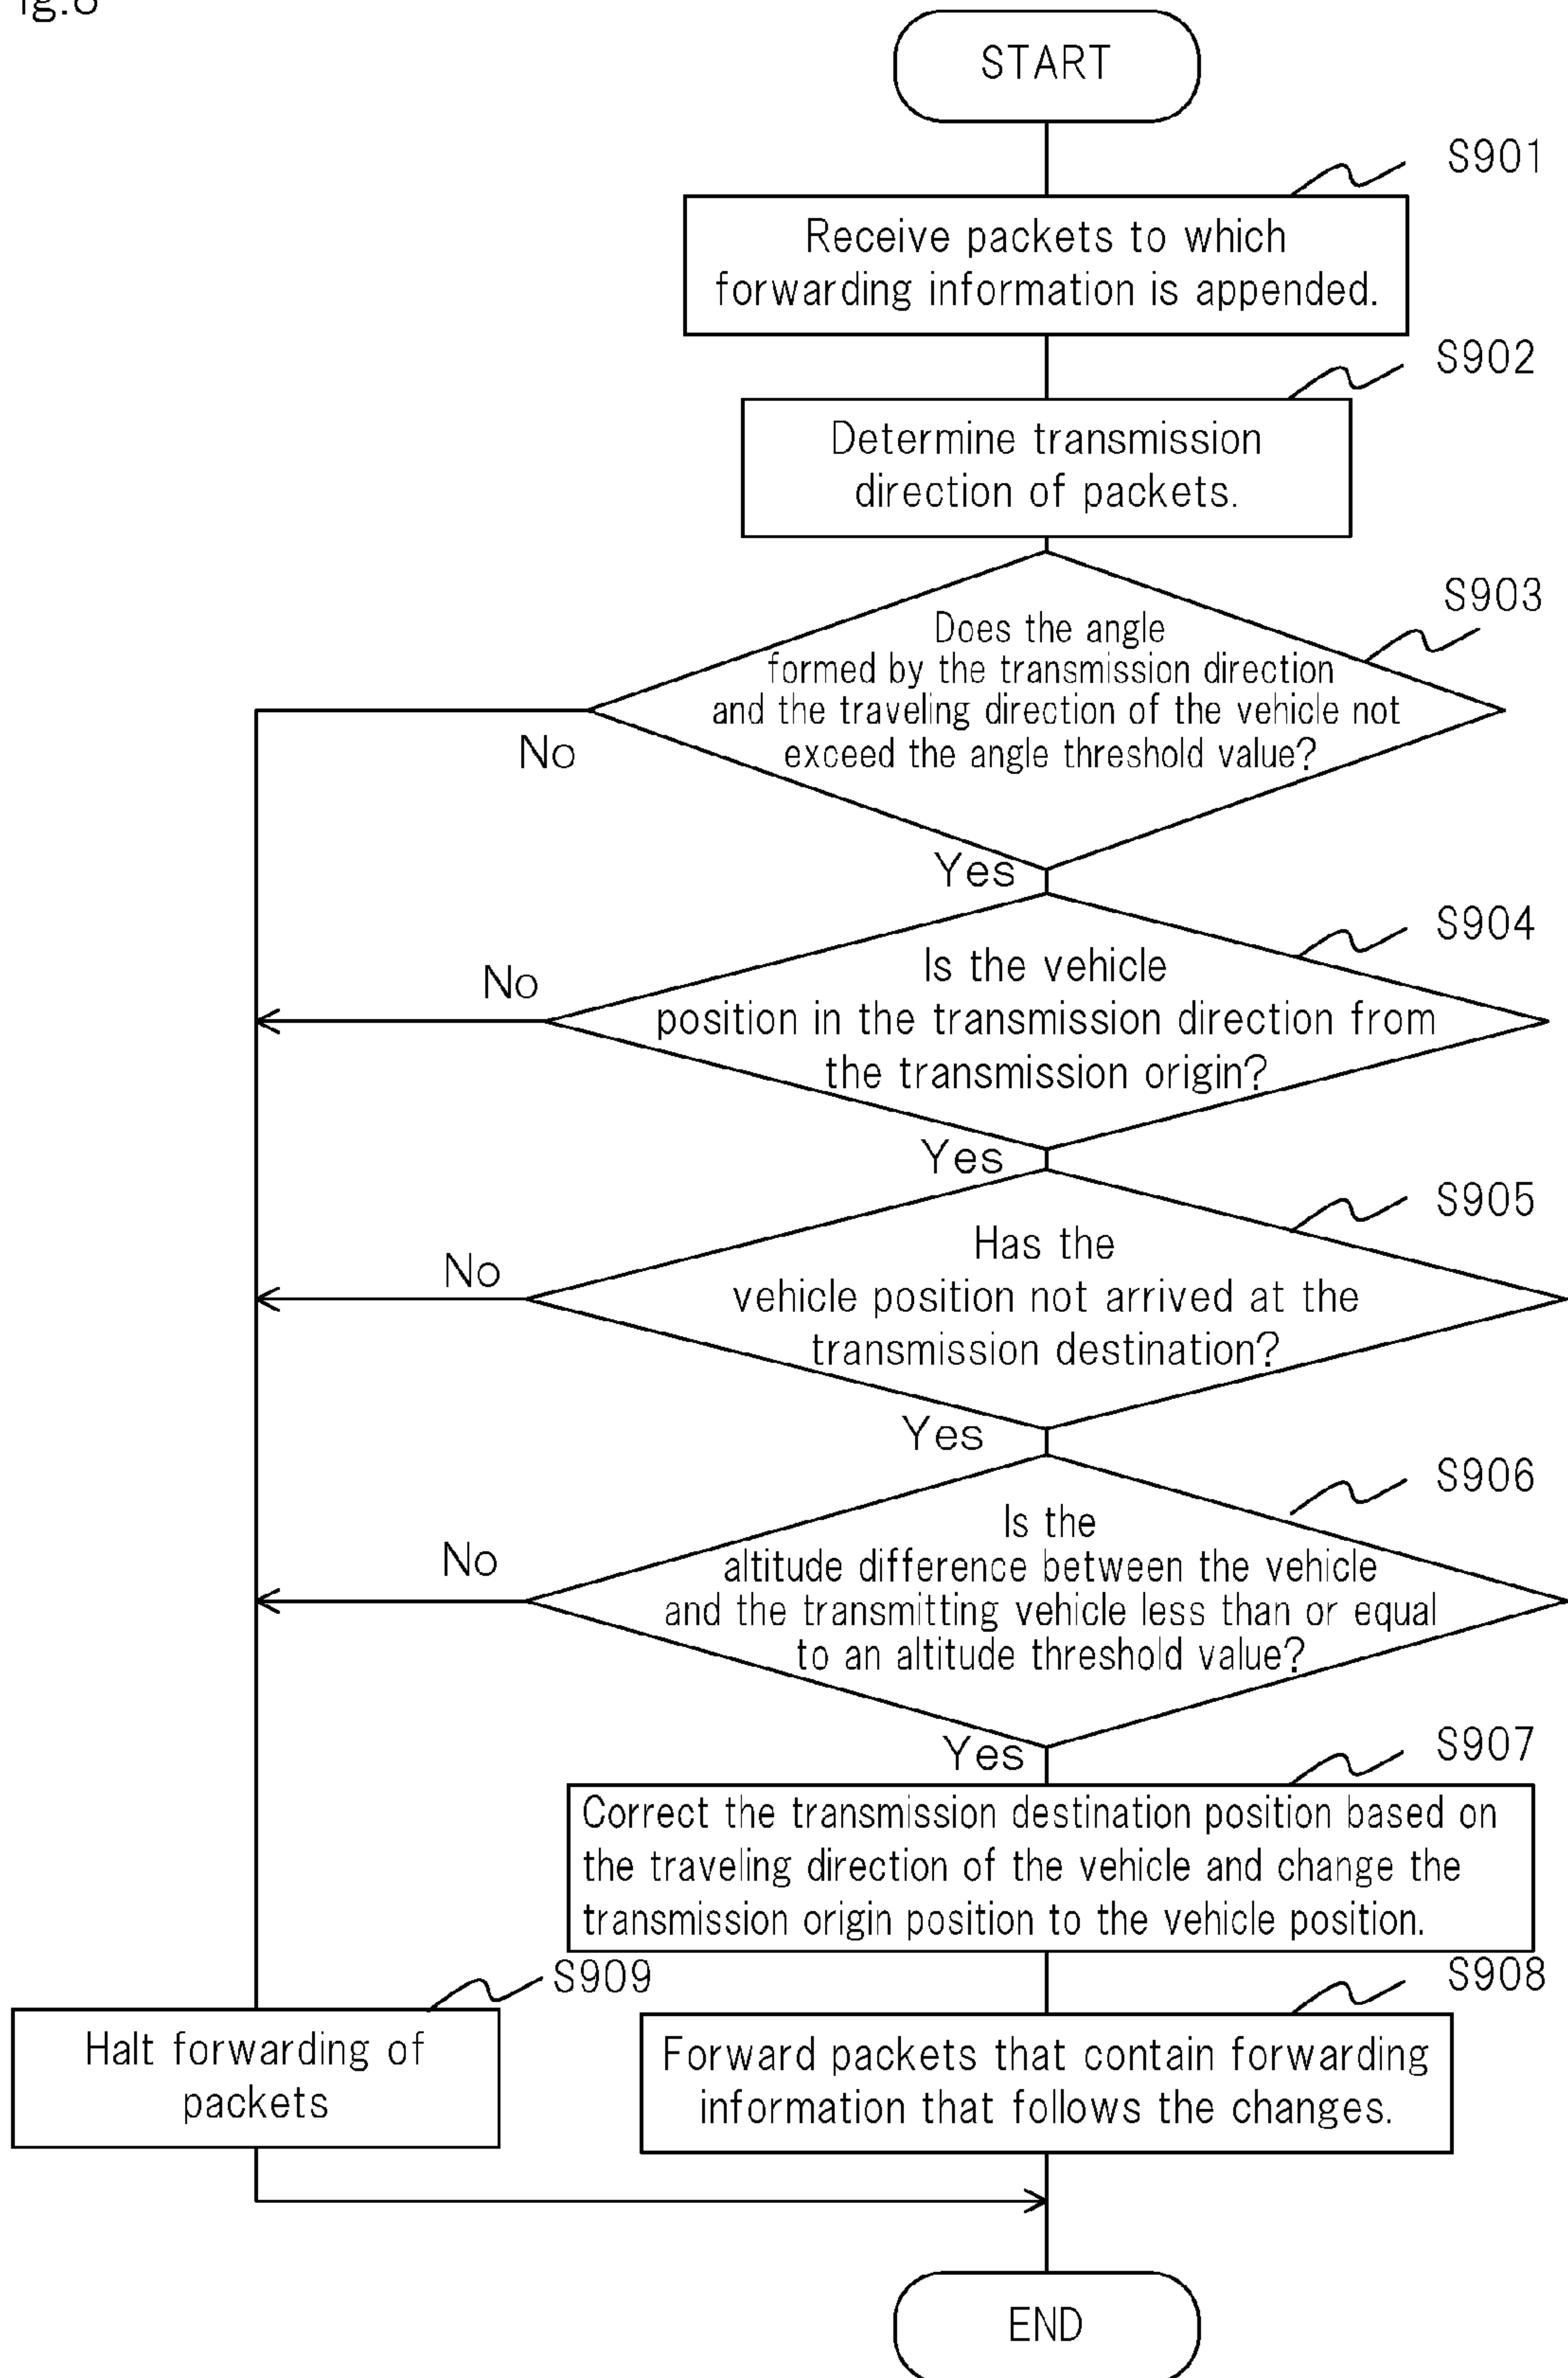 ig.8
START
S901
Receive packets to which
forwarding information is appended.
S902
Determine transmission
direction of packets.
S903
Does the angle
formed by the transmission direction
and the traveling direction of the vehicle not
exceed the angle threshold value?
No
Yes
S904
Is the vehicle
position in the transmission direction from
the transmission origin?
No
Yes
S905
Has the
vehicle position not arrived at the
transmission destination?
No
Yes
S906
Is the
altitude difference between the vehicle
and the transmitting vehicle less than or equal
to an altitude threshold value?
No
Yes
S907
Correct the transmission destination position based on
the traveling direction of the vehicle and change the
transmission origin position to the vehicle position.
S909
Halt forwarding of
packets
S908
Forward packets that contain forwarding
information that follows the changes.
END